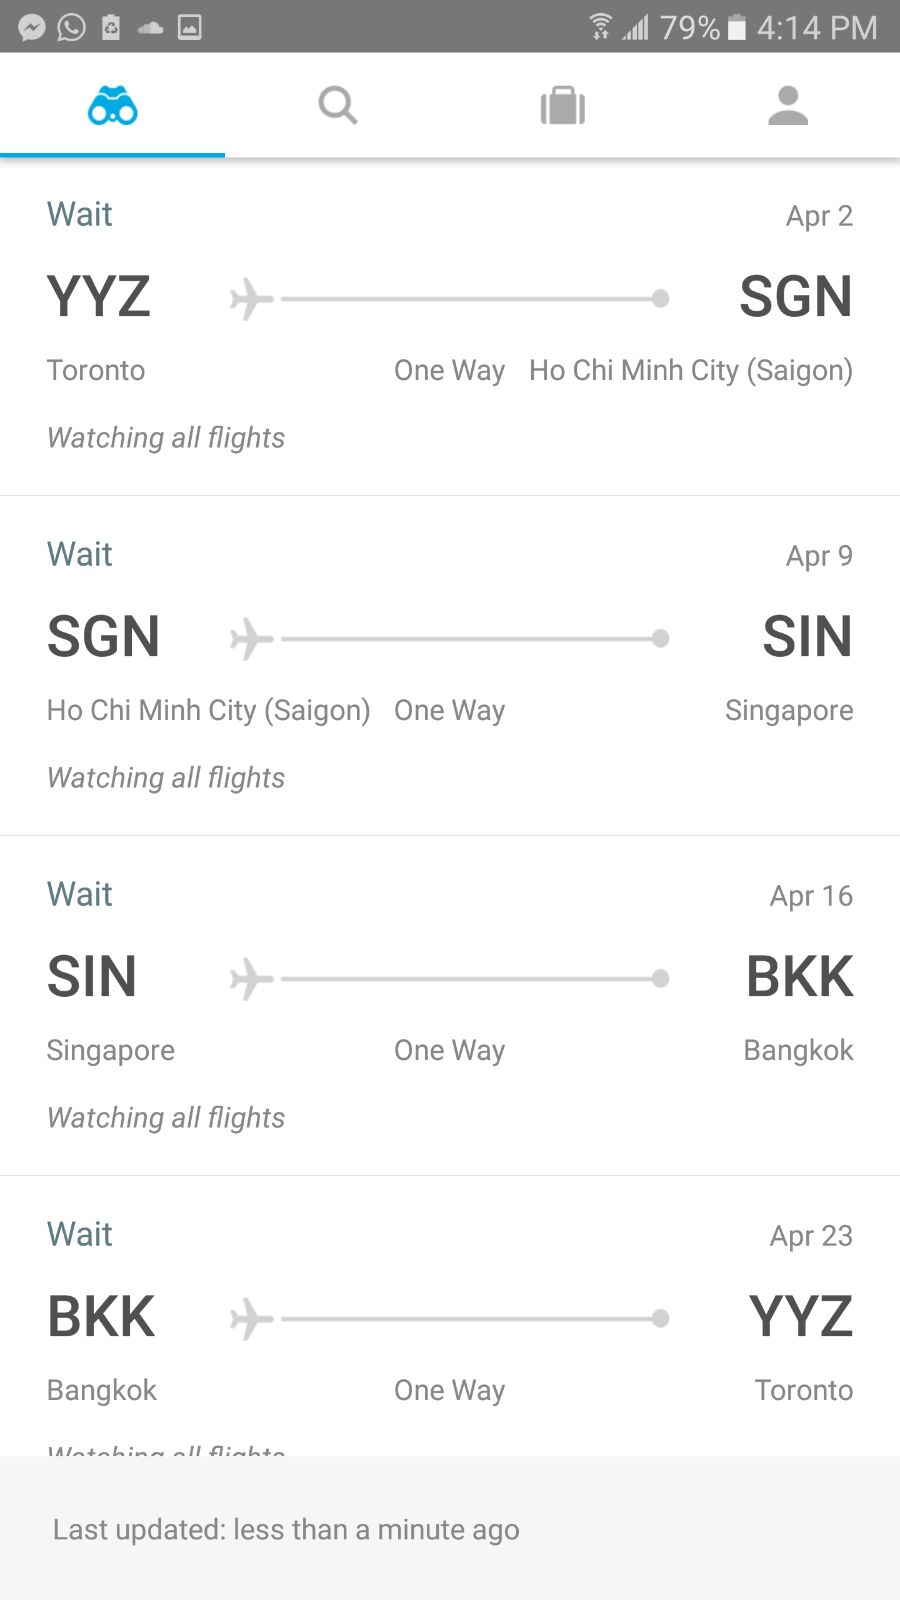 79% 4:14 PM
Wait Apr 2
YYZ SGN
Toronto One Way Ho Chi Minh City (Saigon)
Watching all flights
Wait Apr 9
SGN SIN
Ho Chi Minh City (Saigon) One Way Singapore
Watching all flights
Wait Apr 16
SIN BKK
Singapore One Way Bangkok
Watching all flights
Wait Apr 23
BKK YYZ
Bangkok One Way Toronto
Watching all flights
Last updated: less than a minute ago